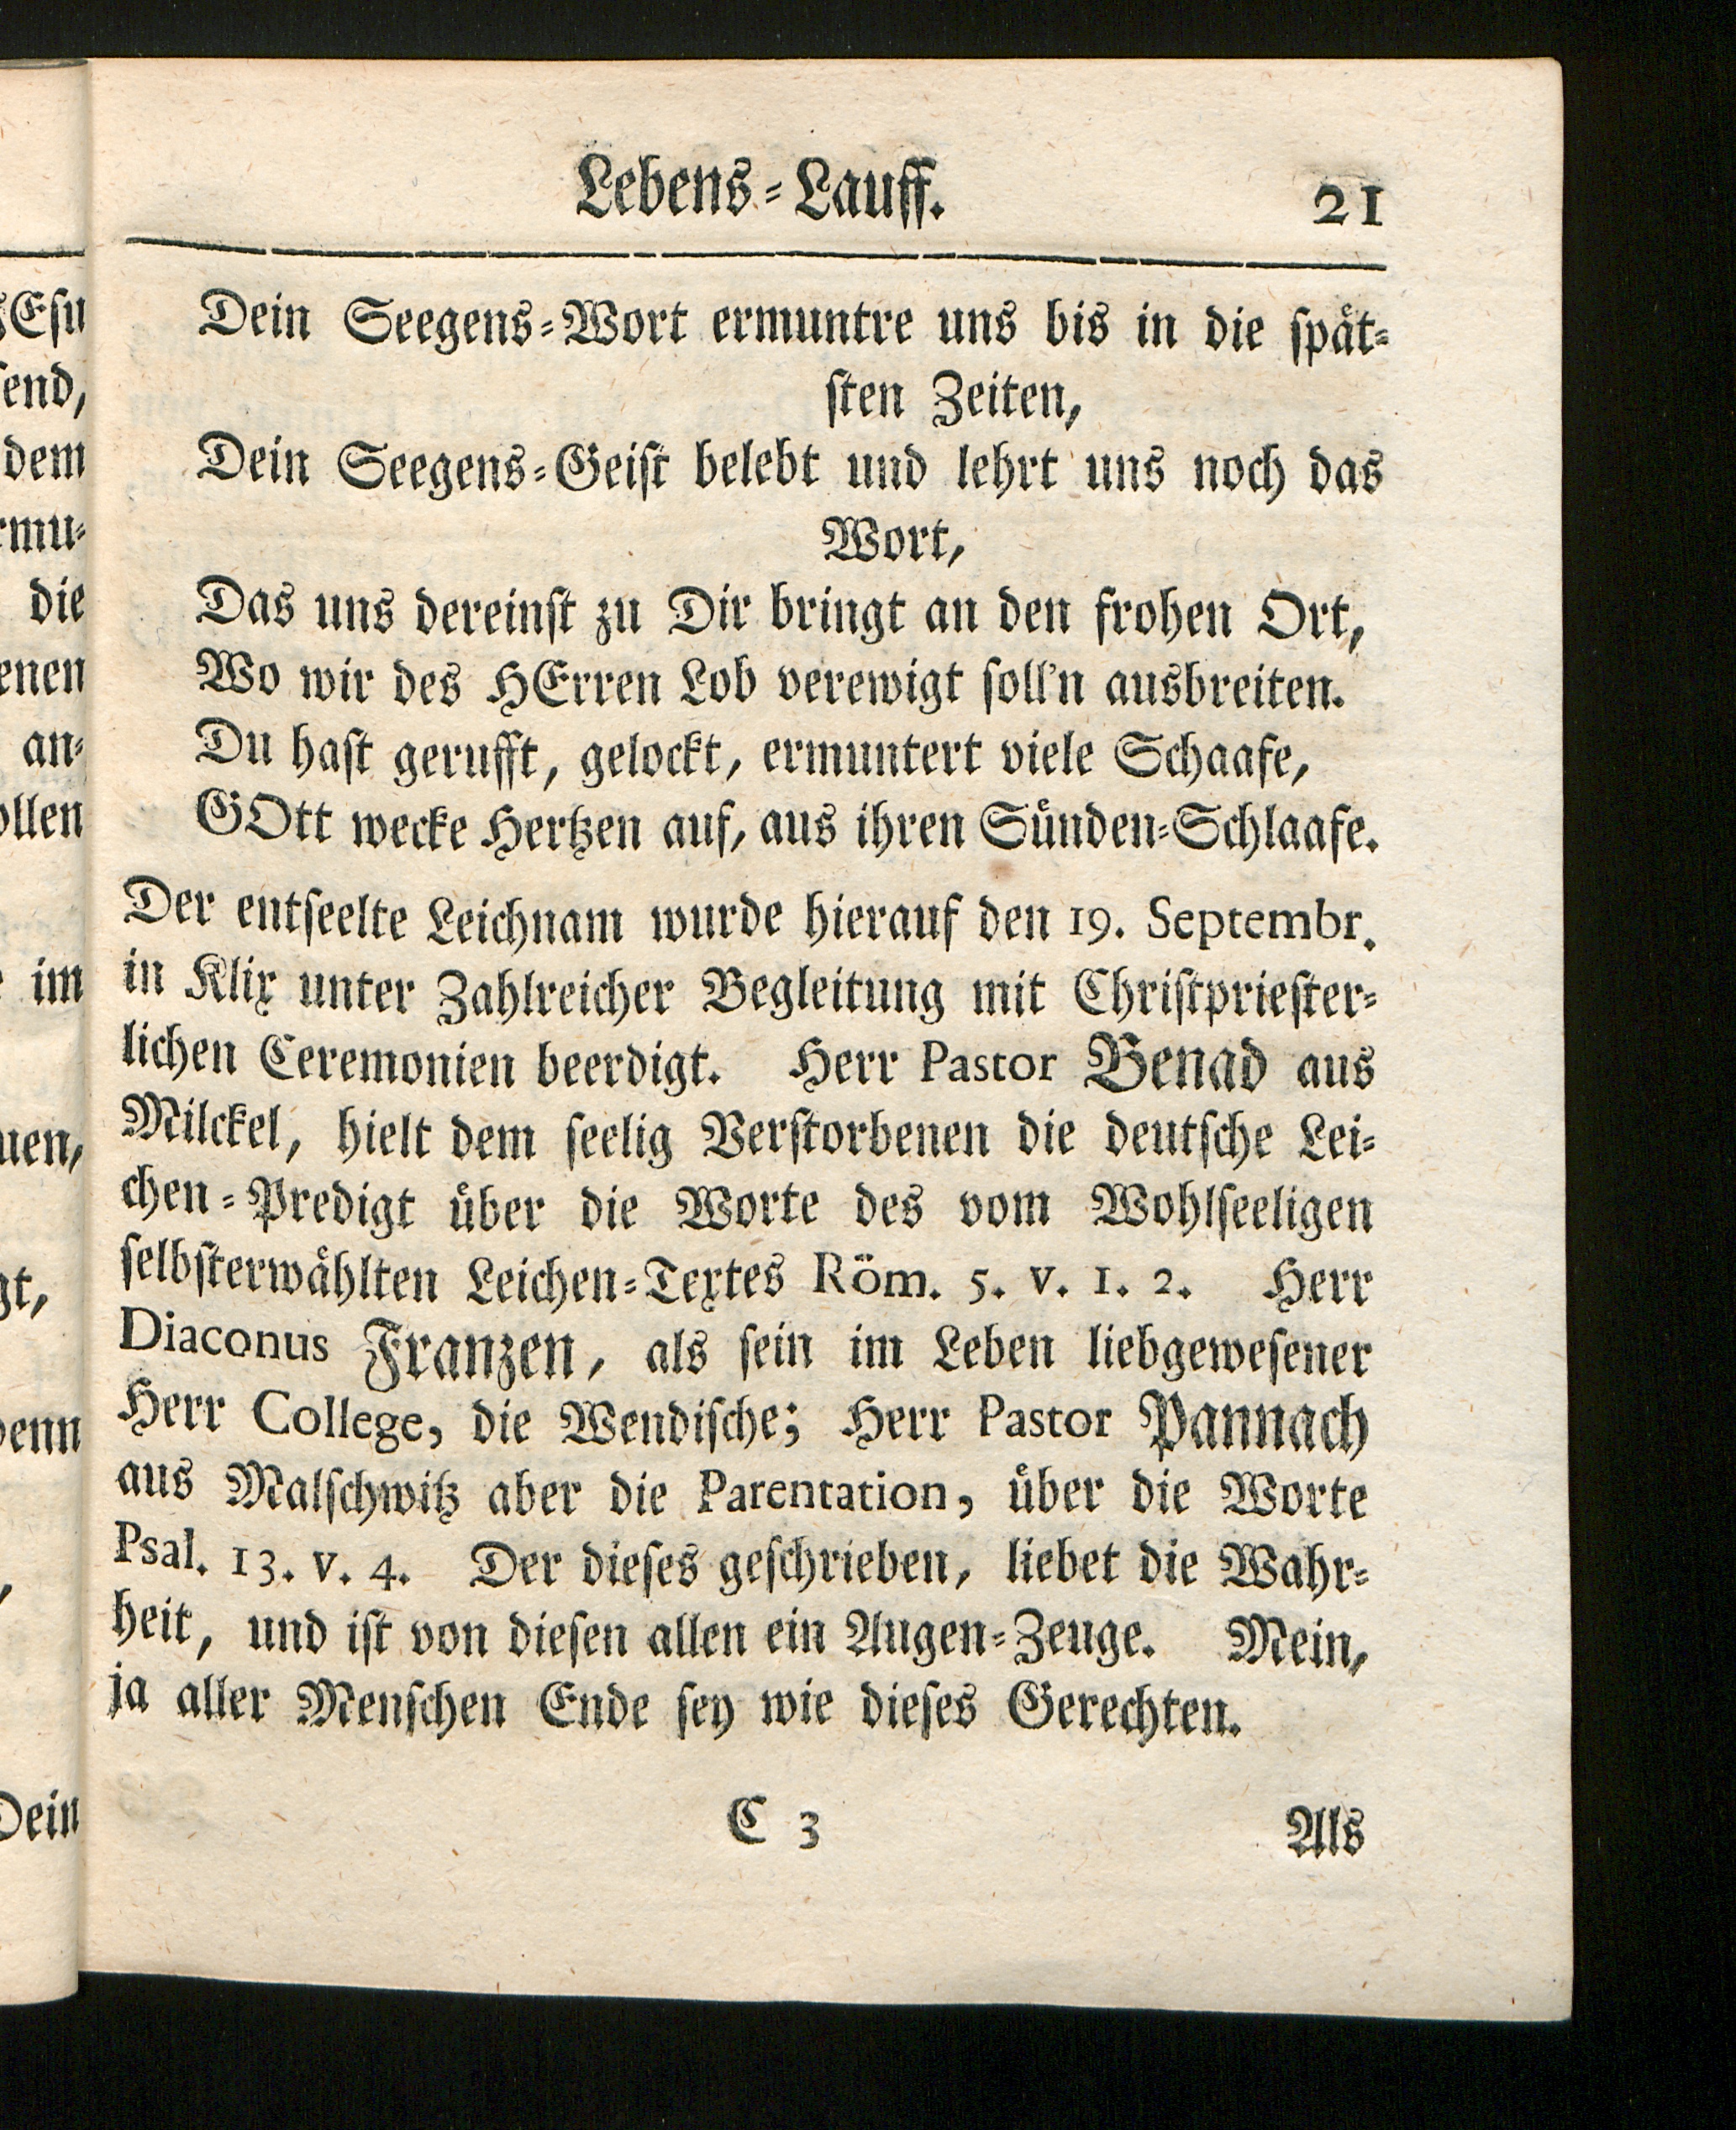 Lebens-Lauff. 21
Dein Seegens-Wort ermuntre uns bis in die spät-
sten Zeiten,
Dein Seegens-Geist belebt und lehrt uns noch das
Wort,
Das uns dereinst zu Dir bringt an den frohen Ort,
Wo wir des HErren Lob verewigt soll'n ausbreiten.
Du hast gerufft, gelockt, ermuntert viele Schaafe,
GOtt wecke Hertzen auf, aus ihren Sünden-Schlaafe.
Der entseelte Leichnam wurde hierauf den 19. Septembr.
in Klix unter Zahlreicher Begleitung mit Christpriester-
lichen Ceremonien beerdigt. Herr Pastor Benad aus
Milckel, hielt dem seelig Verstorbenen die deutsche Lei-
chen-Predigt über die Worte des vom Wohlseeligen
selbsterwählten Leichen-Textes Röm. 5. v. 1. 2. Herr
Diaconus Franzen, als sein im Leben liebgewesener
Herr College, die Wendische; Herr Pastor Pannach
aus Malschwitz aber die Parentation, über die Worte
Psal. 13. v. 4. Der dieses geschrieben, liebet die Wahr-
heit, und ist von diesen allen ein Augen-Zeuge. Mein,
ja aller Menschen Ende sey wie dieses Gerechten.
C 3 Als